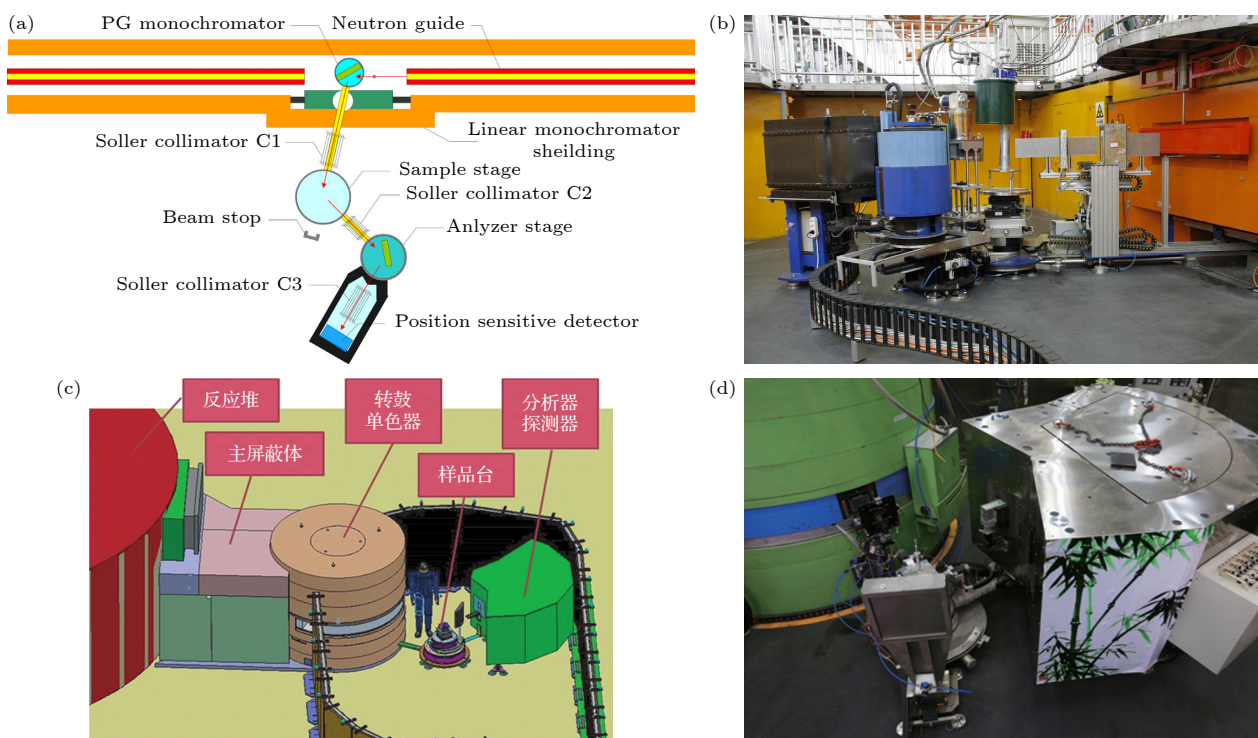 (a)
PG monochromator
Neutron guide
Soller collimator C1
Linear monochromator
sheilding
Sample stage
Soller collimator C2
Beam stop
Anlyzer stage
Soller collimator C3
Position sensitive detector
(b)
(c)
反应堆
转鼓
单色器
分析器
探测器
主屏蔽体
样品台
(d)